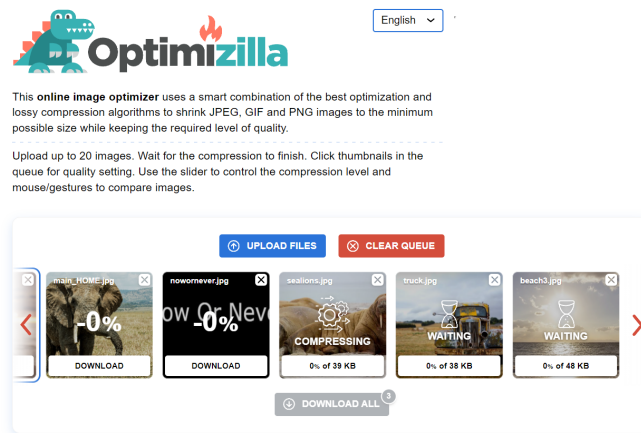 English
Optimizilla
This online image optimizer uses a smart combination of the best optimization and
lossy compression algorithms to shrink JPEG, GIF and PNG images to the minimum
possible size while keeping the required level of quality.
Upload up to 20 images. Wait for the compression to finish. Click thumbnails in the
queue for quality setting. Use the slider to control the compression level and
mouse/gestures to compare images.
UPLOAD FILES
CLEAR QUEUE
main_HOME.jpg
-0%
DOWNLOAD
nowornever.jpg
Now Or Neve
-0%
DOWNLOAD
sealions.jpg
COMPRESSING
0% of 39 KB
truck.jpg
WAITING
0% of 38 KB
beach3.jpg
WAITING
0% of 48 KB
DOWNLOAD ALL
3